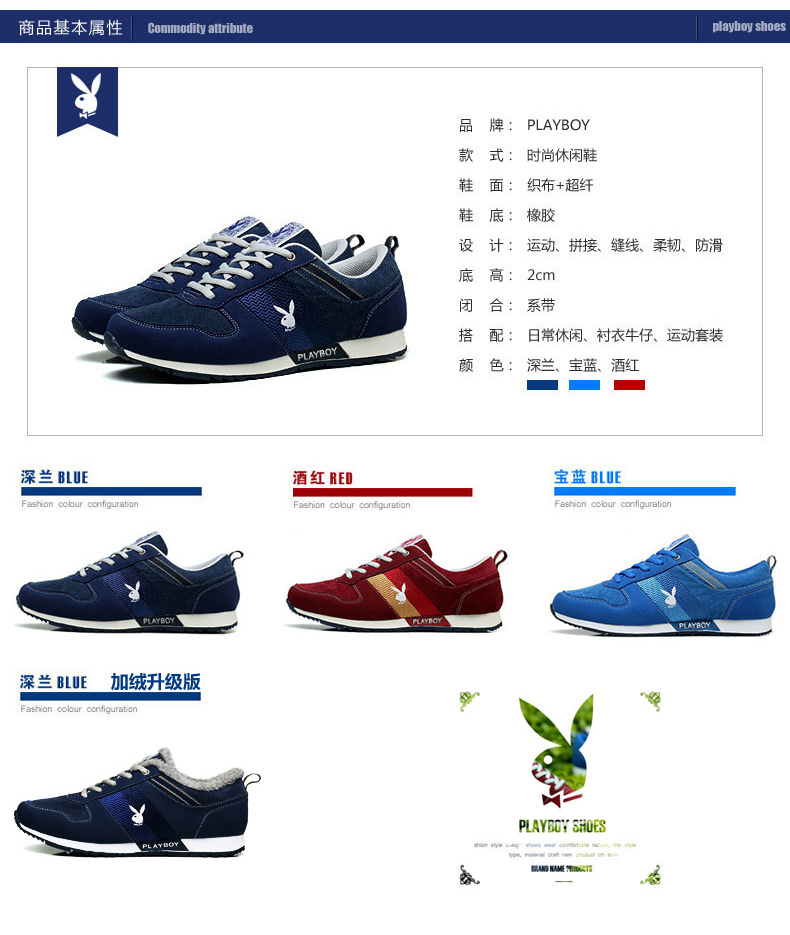 商品基本属性 Commodity attribute playboy shoes
品 牌： PLAYBOY
款 式： 时尚休闲鞋
鞋 面： 织布+超纤
鞋 底： 橡胶
设 计： 运动、拼接、缝线、柔韧、防滑
底 高： 2cm
闭 合： 系带
搭 配： 日常休闲、衬衣牛仔、运动套装
颜 色： 深兰、宝蓝、酒红
PLAYBOY
深兰 BLUE
Fashion colour configuration
酒红 RED
Fashion colour configuration
宝蓝 BLUE
Fashion colour configuration
PLAYBOY
PLAYBOY
PLAYBOY
深兰 BLUE 加绒升级版
Fashion colour configuration
PLAYBOY
PLAYBOY SHOES
shion style shoes wear comfortable the style
type, material craft new product on
BRAND NAME PRODUCTS